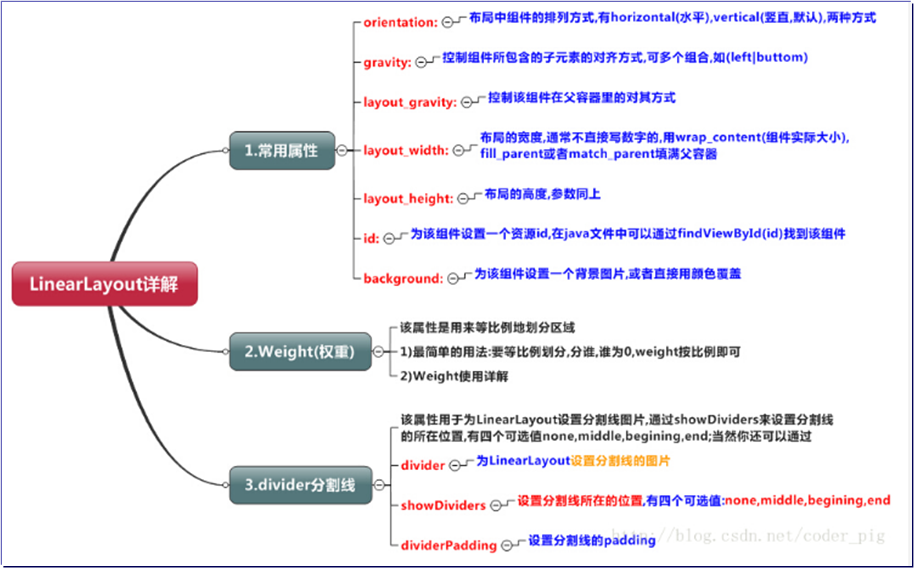 LinearLayout详解
1.常用属性
orientation: 布局中组件的排列方式,有horizontal(水平),vertical(竖直,默认),两种方式
gravity: 控制组件所包含的子元素的对齐方式,可多个组合,如(left|buttom)
layout_gravity: 控制该组件在父容器里的对其方式
layout_width: 布局的宽度,通常不直接写数字的,用wrap_content(组件实际大小),
fill_parent或者match_parent填满父容器
layout_height: 布局的高度,参数同上
id: 为该组件设置一个资源id,在java文件中可以通过findViewById(id)找到该组件
background: 为该组件设置一个背景图片,或者直接用颜色覆盖
2.Weight(权重)
该属性是用来等比例地划分区域
1)最简单的用法:要等比例划分,分谁,谁为0,weight按比例即可
2)Weight使用详解
3.divider分割线
该属性用于为LinearLayout设置分割线图片,通过showDividers来设置分割线
的所在位置,有四个可选值none,middle,begining,end;当然你还可以通过
divider 为LinearLayout设置分割线的图片
showDividers 设置分割线所在的位置,有四个可选值:none,middle,begining,end
dividerPadding 设置分割线的padding
http://blog.csdn.net/coder_pig